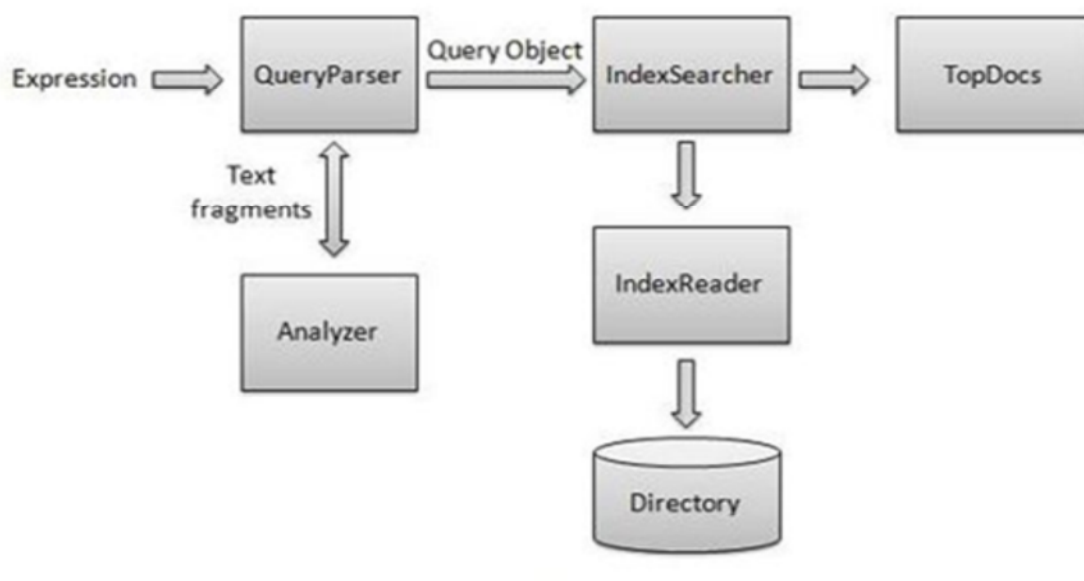 Expression
QueryParser
Query Object
IndexSearcher
TopDocs
Text
fragments
Analyzer
IndexReader
Directory